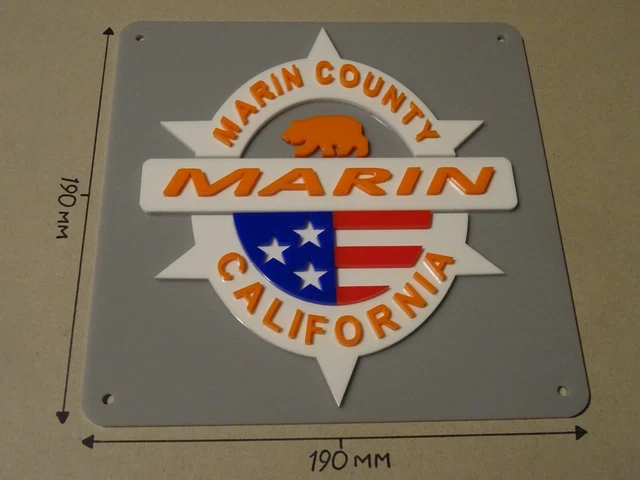 MARIN COUNTY
MARIN
CALIFORNIA
190 мм
190 мм